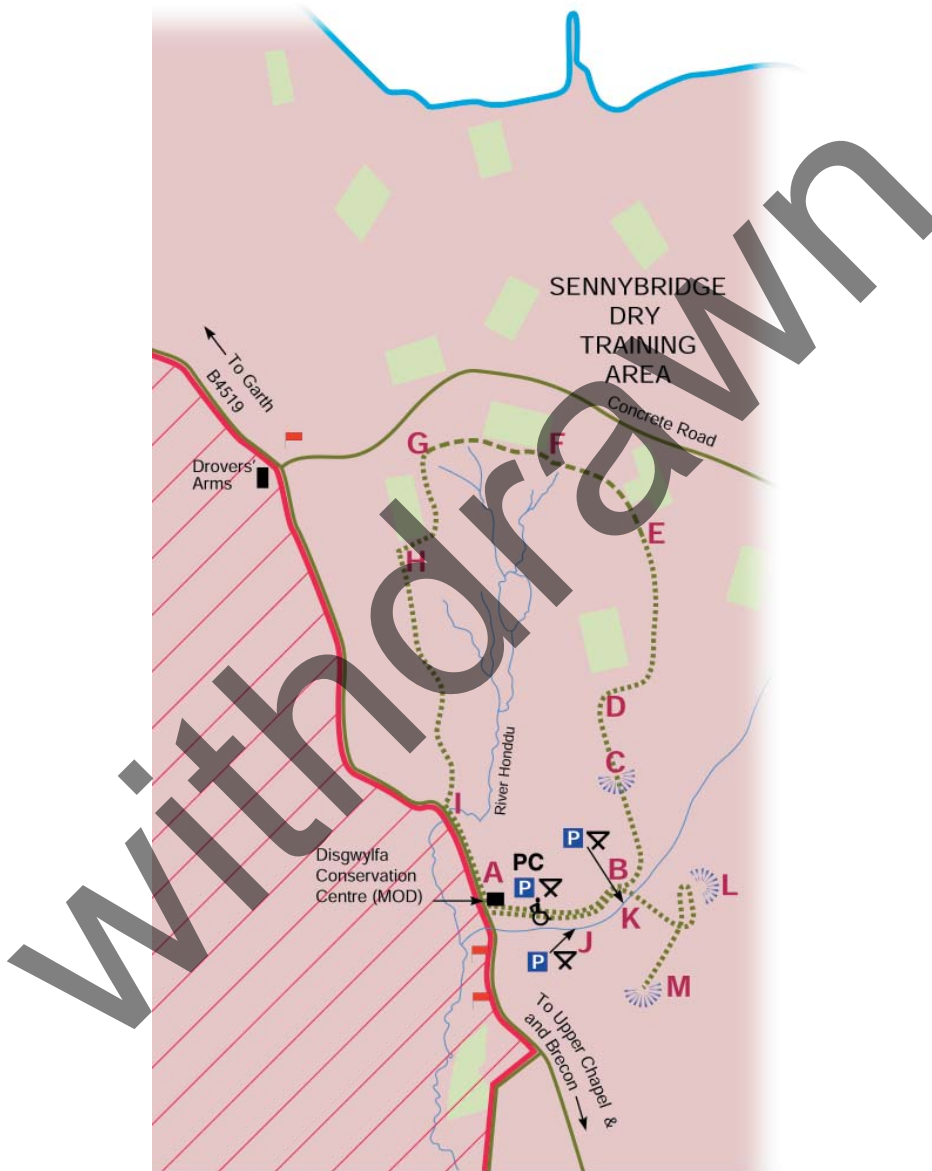 SENNYBRIDGE
DRY
TRAINING
AREA
To Garth
B4519
Concrete Road
Drovers'
Arms
G
F
E
H
D
C
I
River Honddu
Disgwylfa
Conservation
Centre (MOD)
A
PC
P
P
B
L
K
J
P
M
To Upper Chapel &
and Brecon
withdrawn